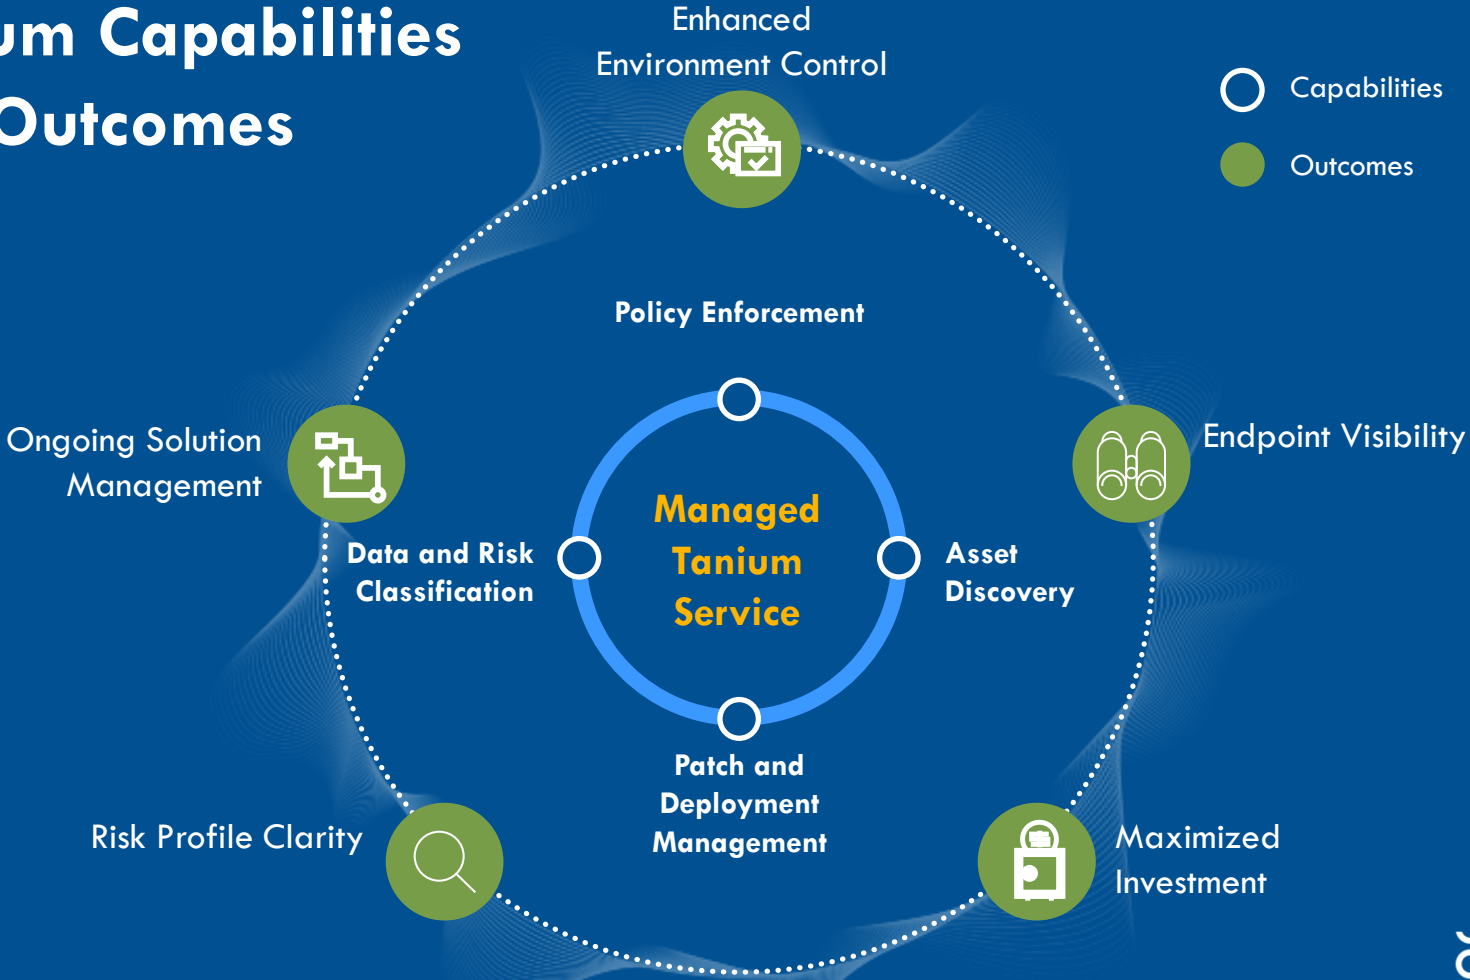 um Capabilities
Outcomes
Enhanced
Environment Control
Capabilities
Outcomes
Policy Enforcement
Ongoing Solution
Management
Endpoint Visibility
Managed
Tanium
Service
Data and Risk
Classification
Asset
Discovery
Patch and
Deployment
Management
Risk Profile Clarity
Maximized
Investment